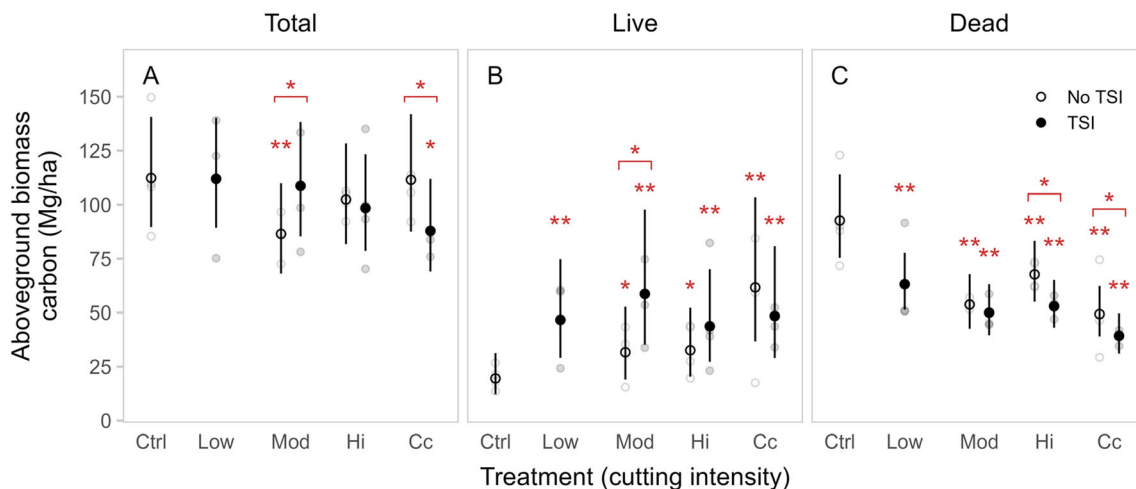 Total Live Dead
A B C
No TSI
TSI
Aboveground biomass
carbon (Mg/ha)
150
125
100
75
50
25
0
* *
** *
*
** **
* *
** **
**
*
** **
** **
*
** **
**
Ctrl Low Mod Hi Cc Ctrl Low Mod Hi Cc Ctrl Low Mod Hi Cc
Treatment (cutting intensity)